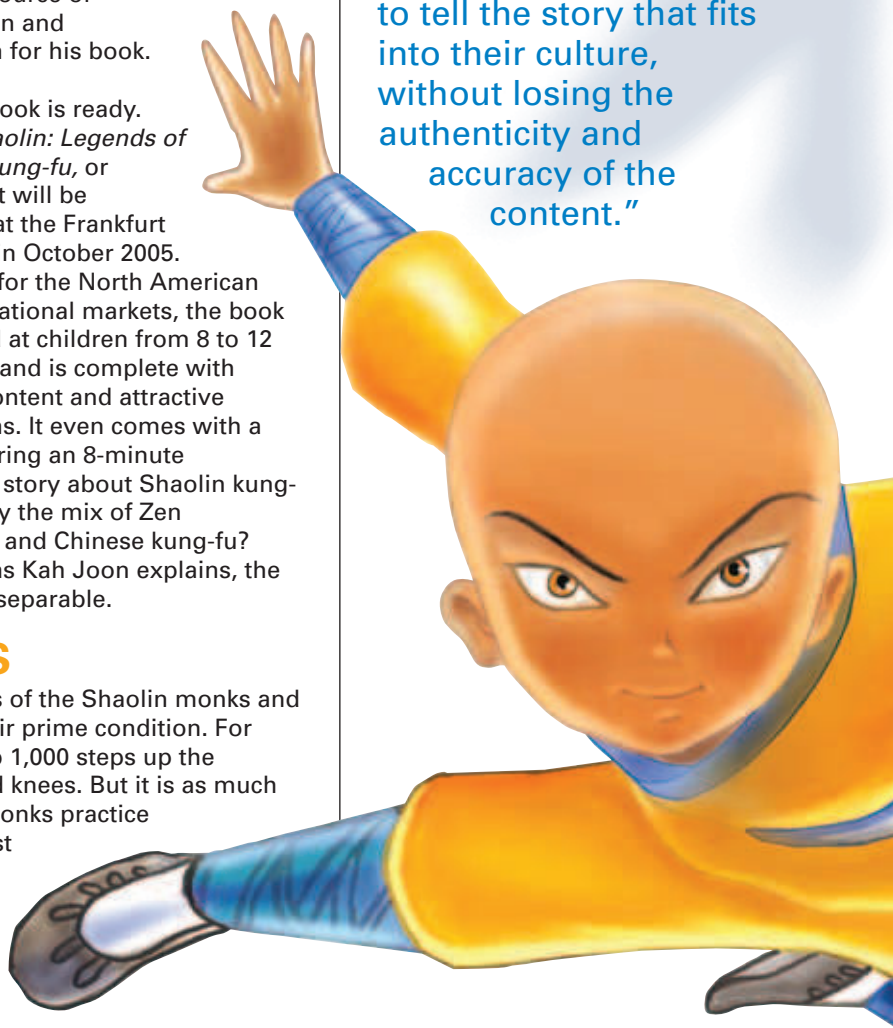 n and
for his book.
ook is ready.
aolin: Legends of
ung-fu, or
t will be
at the Frankfurt
n October 2005.
for the North American
ational markets, the book
at children from 8 to 12
and is complete with
ontent and attractive
s. It even comes with a
ring an 8-minute
story about Shaolin kung-
y the mix of Zen
and Chinese kung-fu?
as Kah Joon explains, the
separable.
S
s of the Shaolin monks and
ir prime condition. For
1,000 steps up the
knees. But it is as much
onks practice
st
to tell the story that fits
into their culture,
without losing the
authenticity and
accuracy of the
content.”